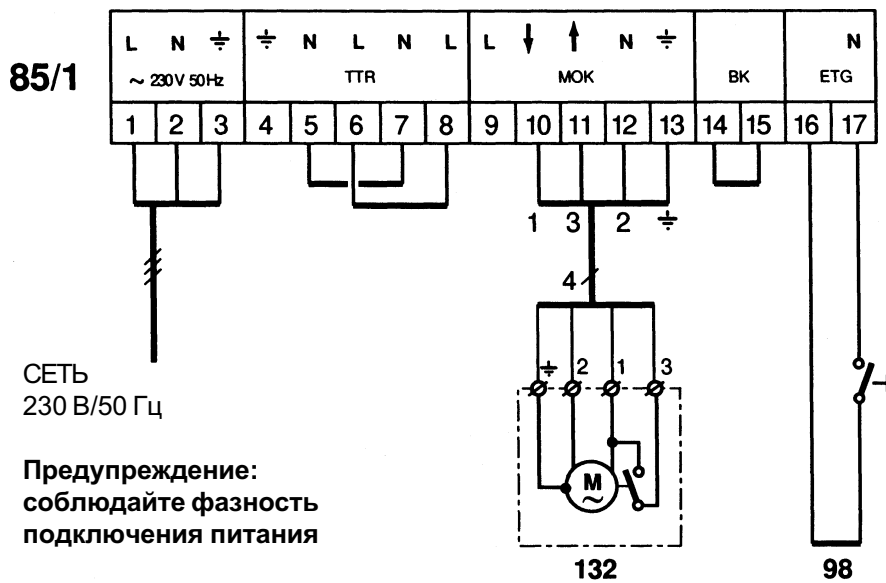 L N ⏚ ⏚ N L N L L ↓ ↑ N ⏚ N
85/1
~ 230V 50Hz TTR MOK BK ETG
1 2 3 4 5 6 7 8 9 10 11 12 13 14 15 16 17
1 3 2 ⏚
4
⏚ 2 1 3
СЕТЬ
230 В/50 Гц
Предупреждение:
соблюдайте фазность
подключения питания
M
~
132
98